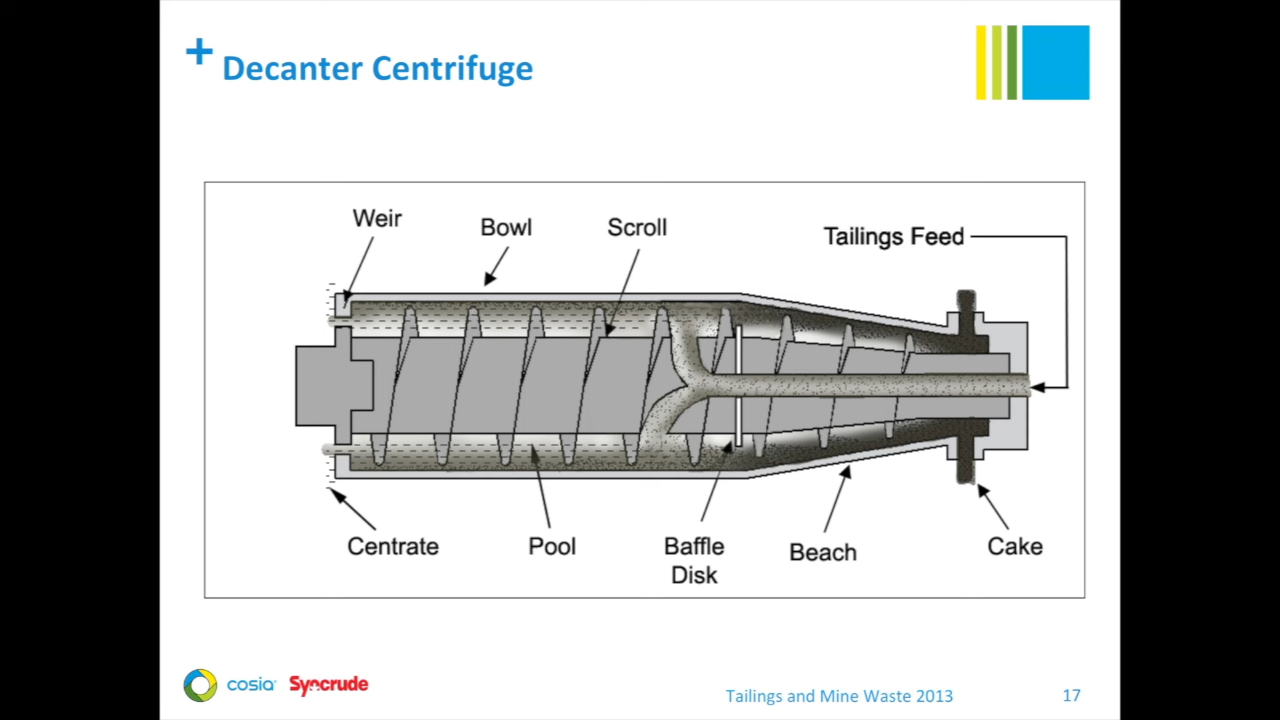 + Decanter Centrifuge
Weir
Bowl
Scroll
Tailings Feed
Centrate
Pool
Baffle
Disk
Beach
Cake
cosia Syncrude
Tailings and Mine Waste 2013
17